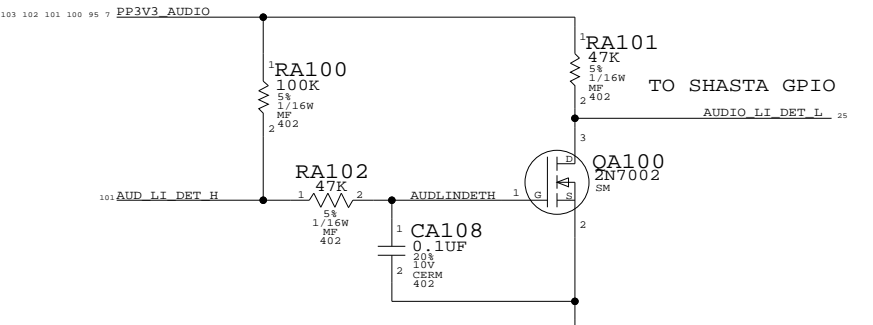 103 102 101 100 95 7 PP3V3_AUDIO
1 RA100
100K
5%
1/16W
MF
2 402
1 RA101
47K
5%
1/16W
MF
2 402
TO SHASTA GPIO
AUDIO_LI_DET_L 25
3
QA100
2N7002
SM
D
G
S
1
2
101 AUD_LI_DET_H
RA102
47K
1 2
5%
1/16W
MF
402
AUDLINDETH
1 CA108
0.1UF
20%
10V
2 CERM
402